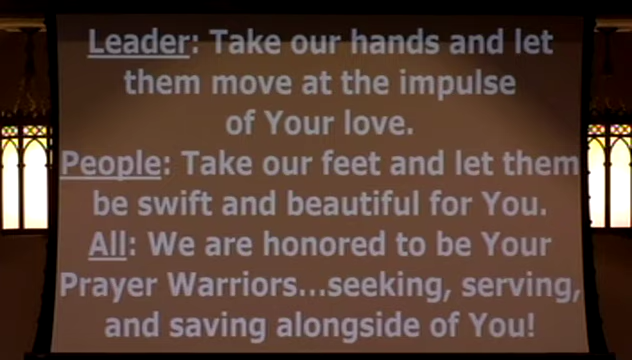 Leader: Take our hands and let
them move at the impulse
of Your love.
People: Take our feet and let them
be swift and beautiful for You.
All: We are honored to be Your
Prayer Warriors...seeking, serving,
and saving alongside of You!